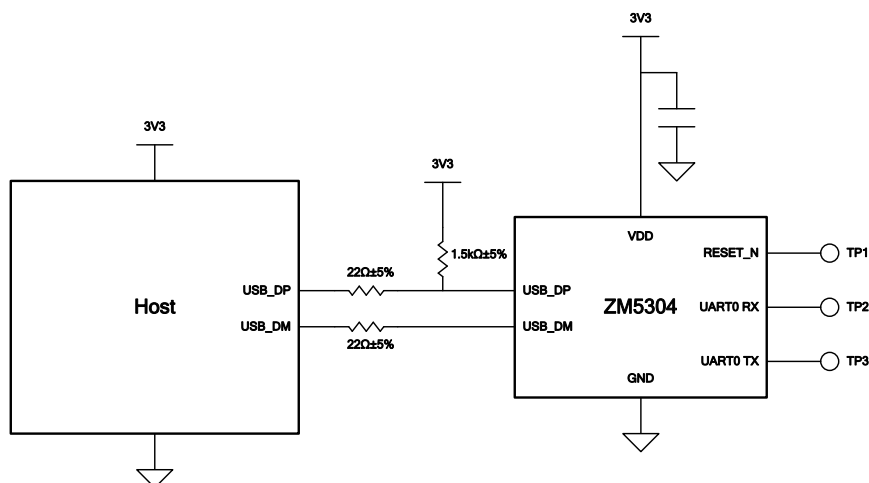 3V3
3V3
3V3
VDD
1.5kΩ±5%
RESET_N
TP1
22Ω±5%
USB_DP
USB_DP
Host
ZM5304
UART0 RX
TP2
USB_DM
USB_DM
22Ω±5%
UART0 TX
TP3
GND